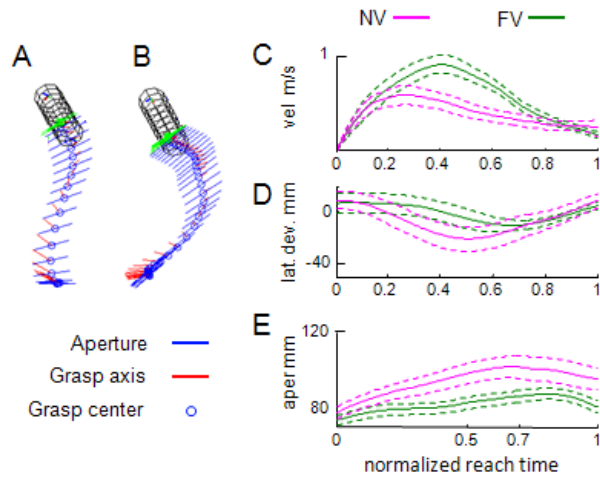 NV FV
A B C
vel m/s
1
0 0.2 0.4 0.6 0.8 1
D
lat. dev. mm
0
-40
0 0.2 0.4 0.6 0.8 1
E
aper mm
120
80
0 0.5 0.7 1
normalized reach time
Aperture
Grasp axis
Grasp center